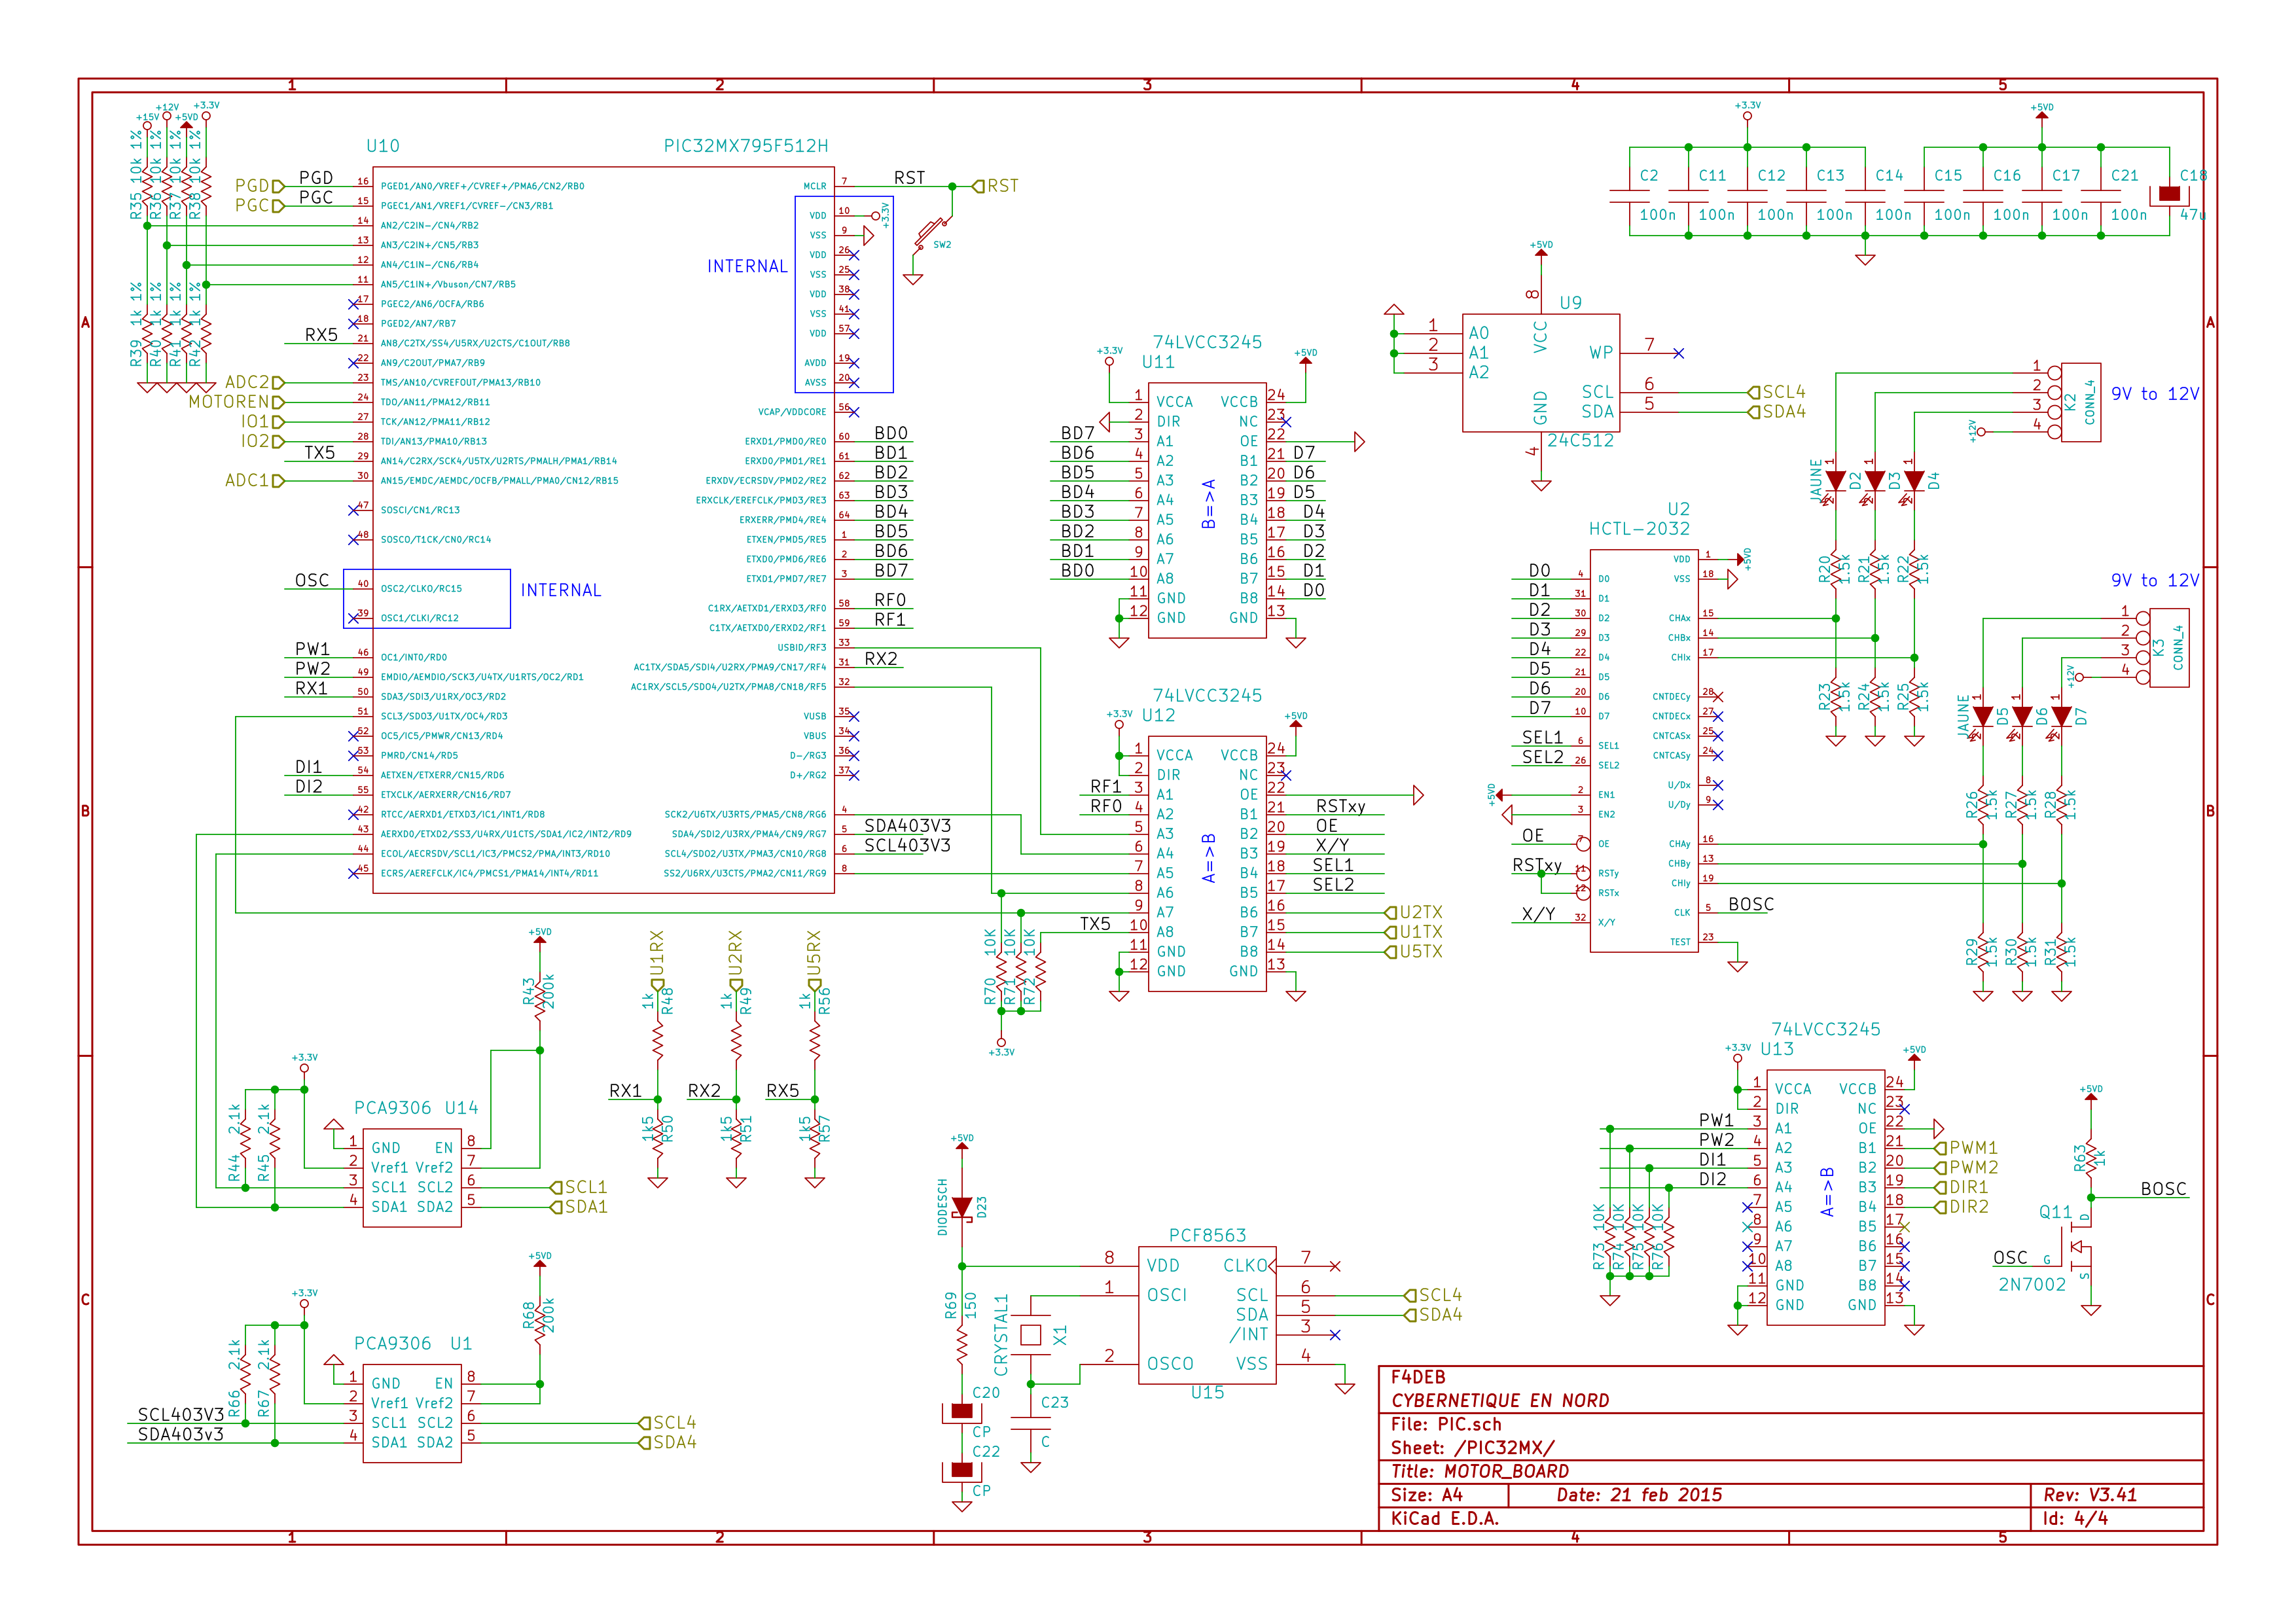 1 2 3 4 5
A
B
C
+15V
+12V
+5VD
+3.3V
R35 10k 1%
R36 10k 1%
R37 10k 1%
R38 10k 1%
R39 1k 1%
R40 1k 1%
R41 1k 1%
R42 1k 1%
U10 PIC32MX795F512H
PGD PGD 16 PGED1/AN0/VREF+/CVREF+/PMA6/CN2/RB0
PGC PGC 15 PGEC1/AN1/VREF1/CVREF-/CN3/RB1
14 AN2/C2IN-/CN4/RB2
13 AN3/C2IN+/CN5/RB3
12 AN4/C1IN-/CN6/RB4
11 AN5/C1IN+/Vbuson/CN7/RB5
17 PGEC2/AN6/OCFA/RB6
18 PGED2/AN7/RB7
RX5 21 AN8/C2TX/SS4/U5RX/U2CTS/C1OUT/RB8
22 AN9/C2OUT/PMA7/RB9
ADC2 23 TMS/AN10/CVREFOUT/PMA13/RB10
MOTOREN 24 TDO/AN11/PMA12/RB11
IO1 27 TCK/AN12/PMA11/RB12
IO2 28 TDI/AN13/PMA10/RB13
TX5 29 AN14/C2RX/SCK4/U5TX/U2RTS/PMALH/PMA1/RB14
ADC1 30 AN15/EMDC/AEMDC/OCFB/PMALL/PMA0/CN12/RB15
47 SOSCI/CN1/RC13
48 SOSCO/T1CK/CN0/RC14
OSC 40 OSC2/CLKO/RC15
INTERNAL
39 OSC1/CLKI/RC12
PW1 46 OC1/INT0/RD0
PW2 49 EMDIO/AEMDIO/SCK3/U4TX/U1RTS/OC2/RD1
RX1 50 SDA3/SDI3/U1RX/OC3/RD2
51 SCL3/SDO3/U1TX/OC4/RD3
52 OC5/IC5/PMWR/CN13/RD4
53 PMRD/CN14/RD5
DI1 54 AETXEN/ETXERR/CN15/RD6
DI2 55 ETXCLK/AERXERR/CN16/RD7
42 RTCC/AERXD1/ETXD3/IC1/INT1/RD8
43 AERXD0/ETXD2/SS3/U4RX/U1CTS/SDA1/IC2/INT2/RD9
44 ECOL/AECRSDV/SCL1/IC3/PMCS2/PMA/INT3/RD10
45 ECRS/AEREFCLK/IC4/PMCS1/PMA14/INT4/RD11
MCLR 7 RST RST
SW2
VDD 10 +3.3V
VSS 9
VDD 26
INTERNAL
VSS 25
VDD 38
VSS 41
VDD 57
AVDD 19
AVSS 20
VCAP/VDDCORE 56
ERXD1/PMD0/RE0 60 BD0
ERXD0/PMD1/RE1 61 BD1
ERXDV/ECRSDV/PMD2/RE2 62 BD2
ERXCLK/EREFCLK/PMD3/RE3 63 BD3
ERXERR/PMD4/RE4 64 BD4
ETXEN/PMD5/RE5 1 BD5
ETXD0/PMD6/RE6 2 BD6
ETXD1/PMD7/RE7 3 BD7
C1RX/AETXD1/ERXD3/RF0 58 RF0
C1TX/AETXD0/ERXD2/RF1 59 RF1
USBID/RF3 33
AC1TX/SDA5/SDI4/U2RX/PMA9/CN17/RF4 31 RX2
AC1RX/SCL5/SDO4/U2TX/PMA8/CN18/RF5 32
VUSB 35
VBUS 34
D-/RG3 36
D+/RG2 37
SCK2/U6TX/U3RTS/PMA5/CN8/RG6 4
SDA4/SDI2/U3RX/PMA4/CN9/RG7 5 SDA403V3
SCL4/SDO2/U3TX/PMA3/CN10/RG8 6 SCL403V3
SS2/U6RX/U3CTS/PMA2/CN11/RG9 8
74LVCC3245
U11
+3.3V +5VD
1 VCCA VCCB 24
2 DIR NC 23
BD7 3 A1 OE 22
BD6 4 A2 B1 21 D7
BD5 5 A3 B2 20 D6
BD4 6 A4 B3 19 D5
BD3 7 A5 B4 18 D4
BD2 8 A6 B5 17 D3
BD1 9 A7 B6 16 D2
BD0 10 A8 B7 15 D1
11 GND B8 14 D0
12 GND GND 13
B=>A
74LVCC3245
U12
+3.3V +5VD
1 VCCA VCCB 24
2 DIR NC 23
RF1 3 A1 OE 22
RF0 4 A2 B1 21 RSTxy
5 A3 B2 20 OE
6 A4 B3 19 X/Y
7 A5 B4 18 SEL1
8 A6 B5 17 SEL2
9 A7 B6 16 U2TX
TX5 10 A8 B7 15 U1TX
11 GND B8 14 U5TX
12 GND GND 13
A=>B
R70 10K
R71 10K
R72 10K
+3.3V
+3.3V
C2 100n
C11 100n
C12 100n
C13 100n
C14 100n
+5VD
C15 100n
C16 100n
C17 100n
C21 100n
C18 47u
+5VD
U9
8 VCC
1 A0
2 A1
3 A2
WP 7
SCL 6 SCL4
SDA 5 SDA4
GND 4
24C512
U2
HCTL-2032
VDD 1 +5VD
VSS 18
D0 4 D0
D1 31 D1
D2 30 D2
D3 29 D3
D4 22 D4
D5 21 D5
D6 20 D6
D7 10 D7
SEL1 6 SEL1
SEL2 26 SEL2
+5VD 2 EN1
3 EN2
OE 7 OE
RSTxy 11 RSTy
12 RSTx
X/Y 32 X/Y
CHAx 15
CHBx 14
CHIx 17
CNTDECy 28
CNTDECx 27
CNTCASx 25
CNTCASy 24
U/Dx 8
U/Dy 9
CHAy 16
CHBy 13
CHIy 19
CLK 5 BOSC
TEST 23
1
2
3
4
K2
CONN_4
+12V
9V to 12V
JAUNE
1 D2
1 D3
1 D4
R20 1.5k
R21 1.5k
R22 1.5k
R23 1.5k
R24 1.5k
R25 1.5k
9V to 12V
1
2
3
4
K3
CONN_4
+12V
JAUNE
1 D5
1 D6
1 D7
R26 1.5k
R27 1.5k
R28 1.5k
R29 1.5k
R30 1.5k
R31 1.5k
+5VD
R43 200k
+3.3V
R44 2.1k
R45 2.1k
PCA9306 U14
1 GND EN 8
2 Vref1 Vref2 7
3 SCL1 SCL2 6 SCL1
4 SDA1 SDA2 5 SDA1
U1RX
1k R48
RX1
1k5 R50
U2RX
1k R49
RX2
1k5 R51
U5RX
1k R56
RX5
1k5 R57
+5VD
R68 200k
+3.3V
R66 2.1k
R67 2.1k
PCA9306 U1
1 GND EN 8
2 Vref1 Vref2 7
SCL403V3 3 SCL1 SCL2 6 SCL4
SDA403v3 4 SDA1 SDA2 5 SDA4
+5VD
DIODESCH D23
R69 150
C20
CP
C22
CP
CRYSTAL1 X1
C23
C
PCF8563
8 VDD CLKO 7
1 OSCI SCL 6 SCL4
SDA 5 SDA4
/INT 3
2 OSCO VSS 4
U15
74LVCC3245
U13
+3.3V +5VD
1 VCCA VCCB 24
2 DIR NC 23
PW1 3 A1 OE 22
PW2 4 A2 B1 21 PWM1
DI1 5 A3 B2 20 PWM2
DI2 6 A4 B3 19 DIR1
7 A5 B4 18 DIR2
8 A6 B5 17
9 A7 B6 16
10 A8 B7 15
11 GND B8 14
12 GND GND 13
A=>B
R73 10K
R74 10K
R75 10K
R76 10K
+5VD
R63 1k
BOSC
Q11
D
OSC G
S
2N7002
F4DEB
CYBERNETIQUE EN NORD
File: PIC.sch
Sheet: /PIC32MX/
Title: MOTOR_BOARD
Size: A4 Date: 21 feb 2015 Rev: V3.41
KiCad E.D.A. Id: 4/4
A
B
C
1 2 3 4 5